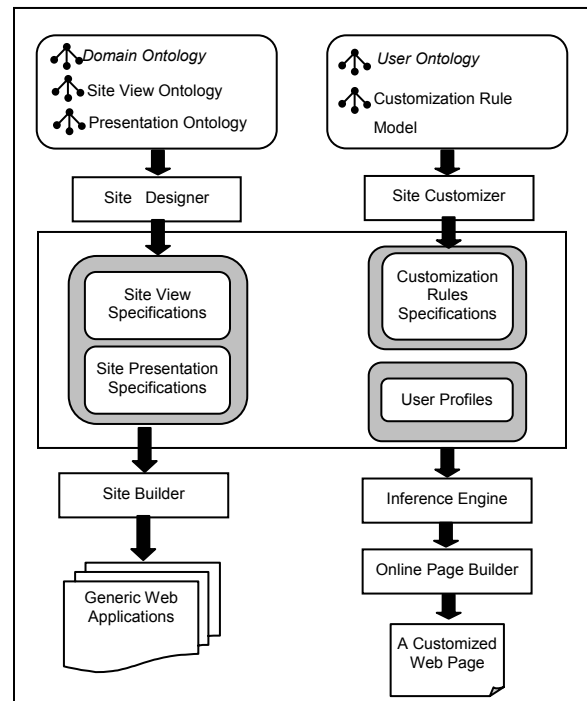 Domain Ontology
Site View Ontology
Presentation Ontology
User Ontology
Customization Rule
Model
Site Designer
Site Customizer
Site View
Specifications
Site Presentation
Specifications
Customization
Rules
Specifications
User Profiles
Site Builder
Inference Engine
Generic Web
Applications
Online Page Builder
A Customized
Web Page